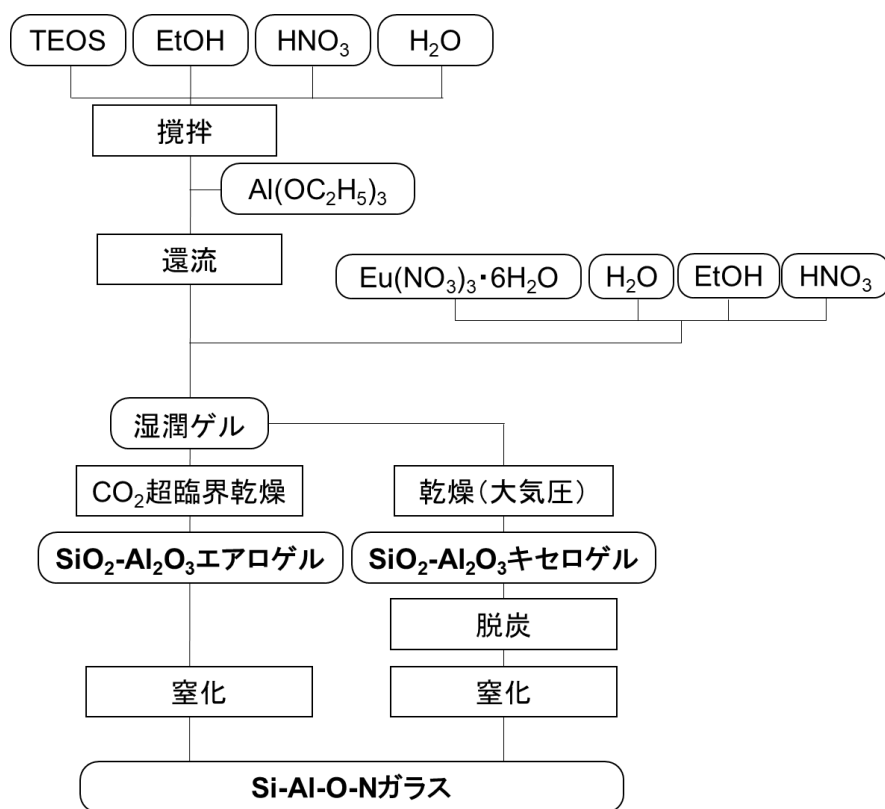 TEOS
EtOH
HNO₃
H₂O
撹拌
Al(OC₂H₅)₃
還流
Eu(NO₃)₃・6H₂O
H₂O
EtOH
HNO₃
湿潤ゲル
CO₂超臨界乾燥
乾燥(大気圧)
SiO₂-Al₂O₃エアロゲル
SiO₂-Al₂O₃キセロゲル
脱炭
窒化
窒化
Si-Al-O-Nガラス